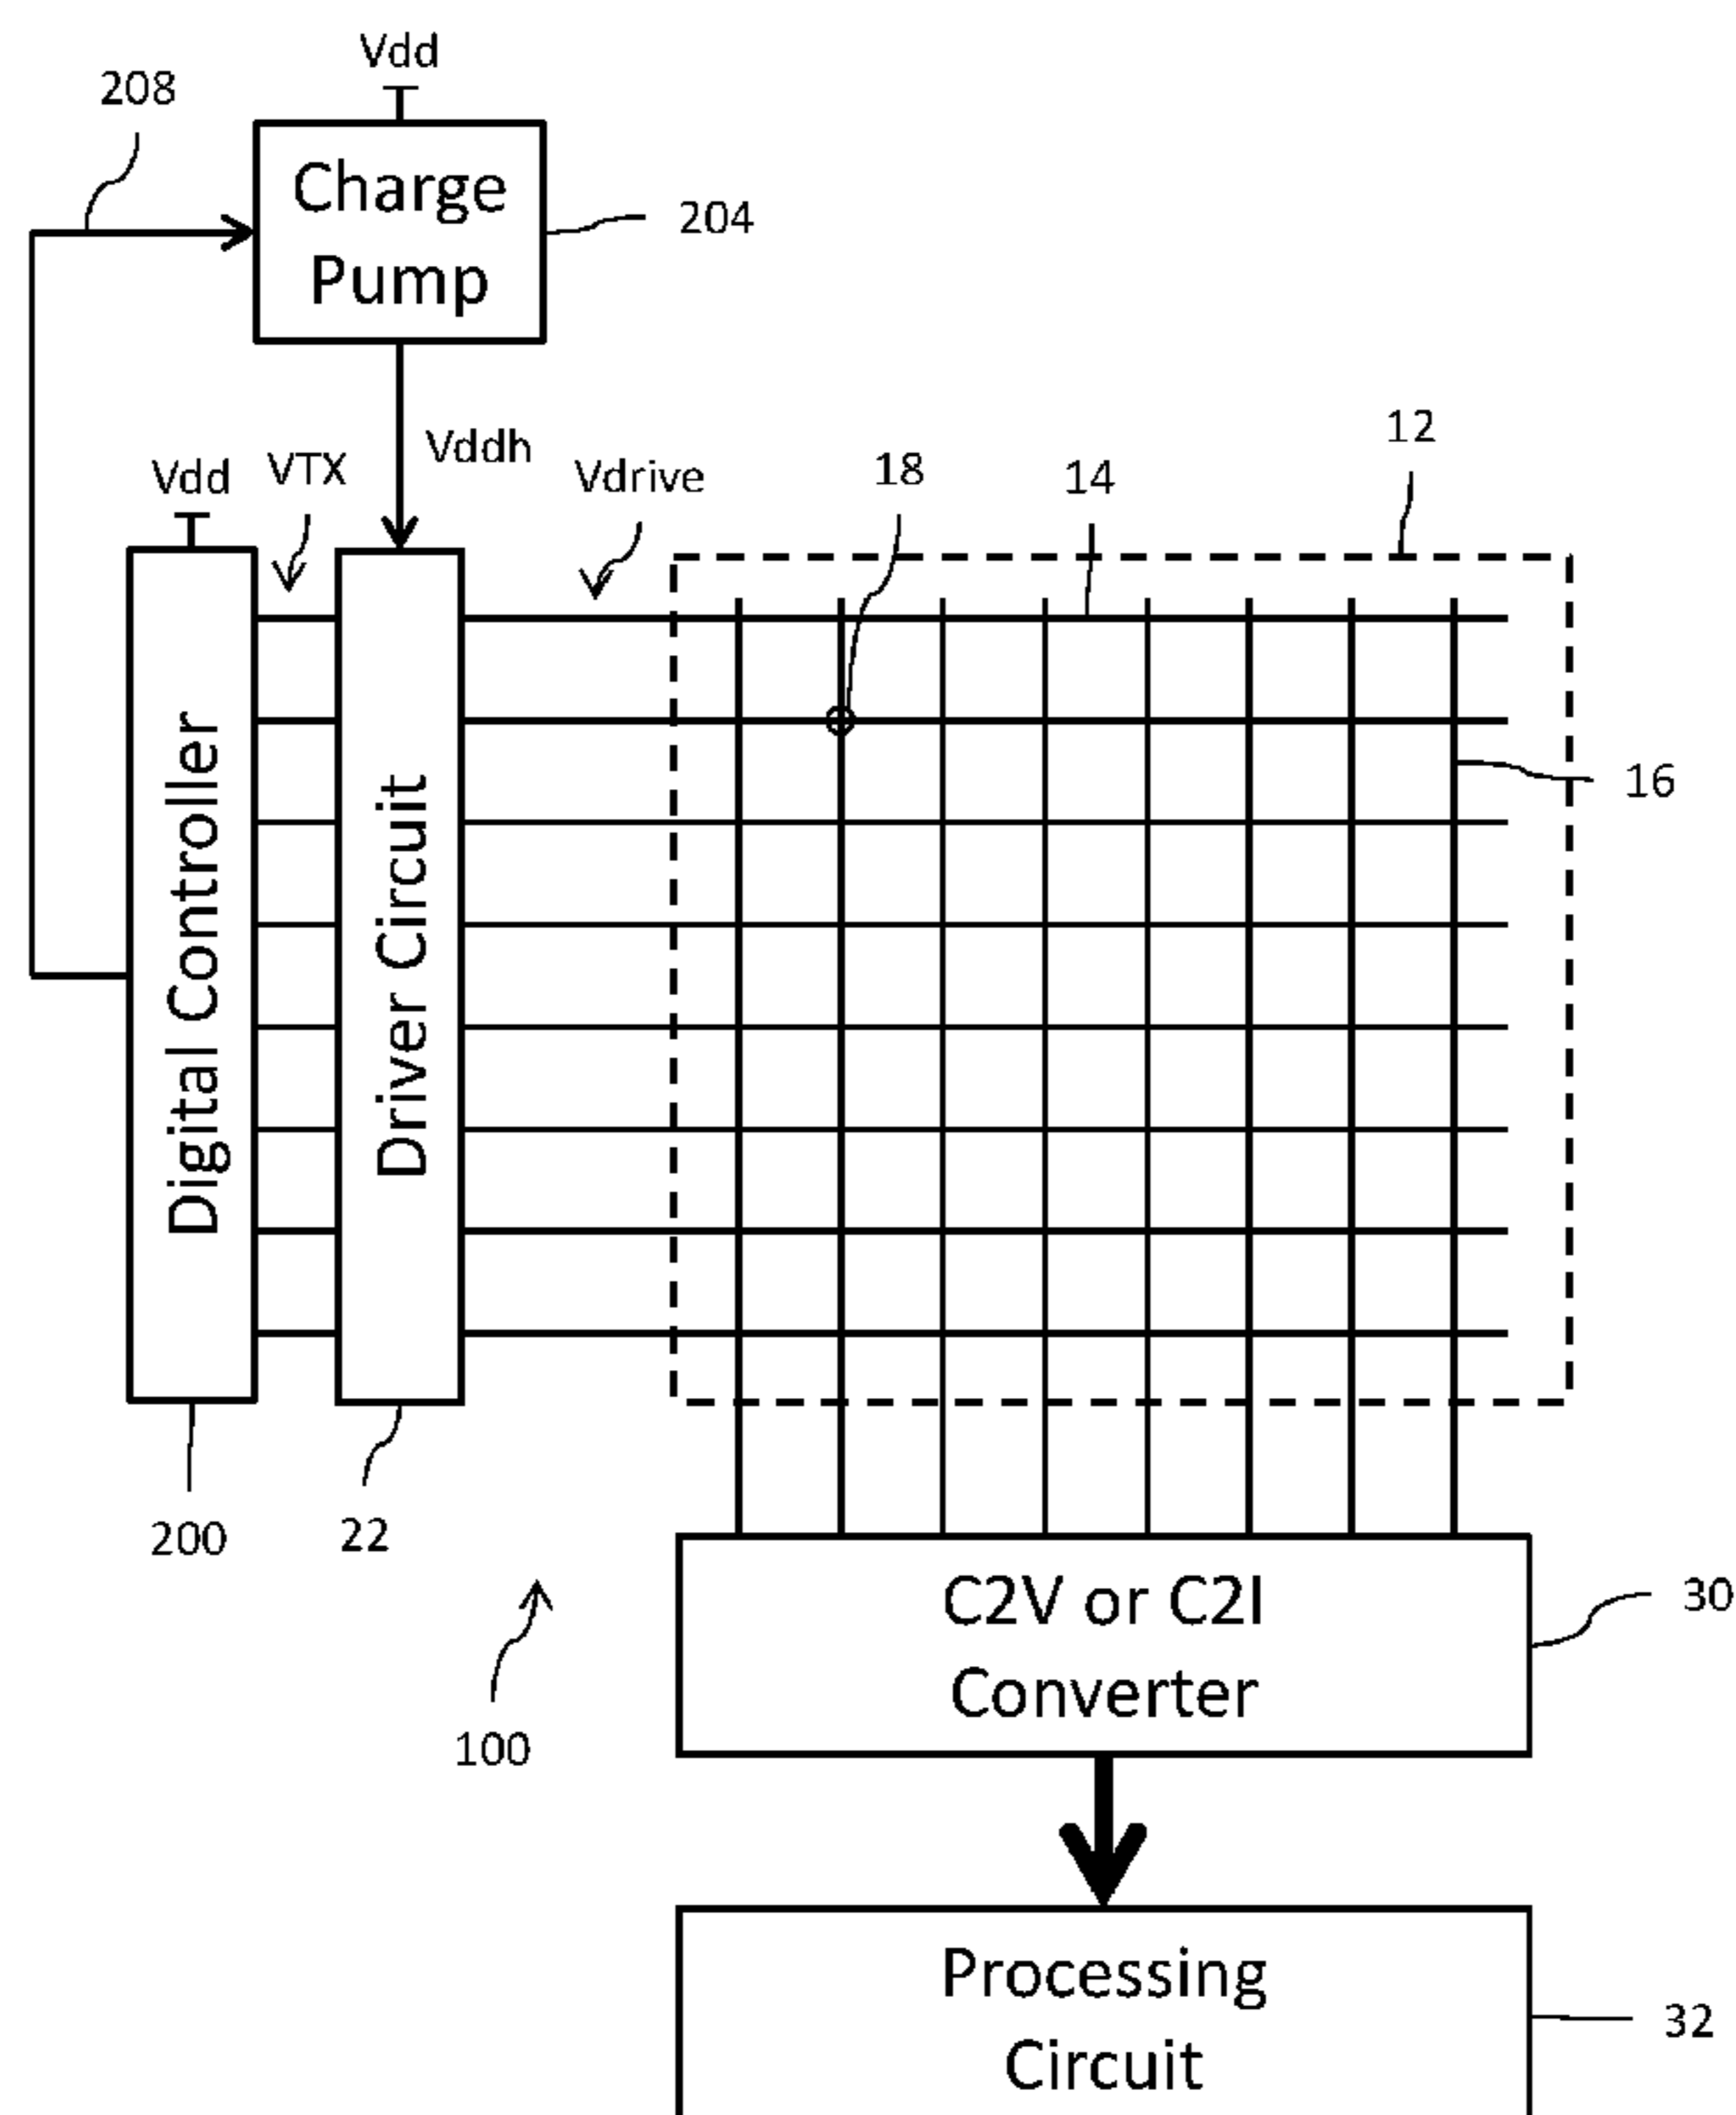 Vdd
208
Charge
Pump
204
Vddh
Vdd
VTX
Vdrive
18
14
12
16
Digital Controller
Driver Circuit
200
22
100
C2V or C2I
Converter
30
Processing
Circuit
32